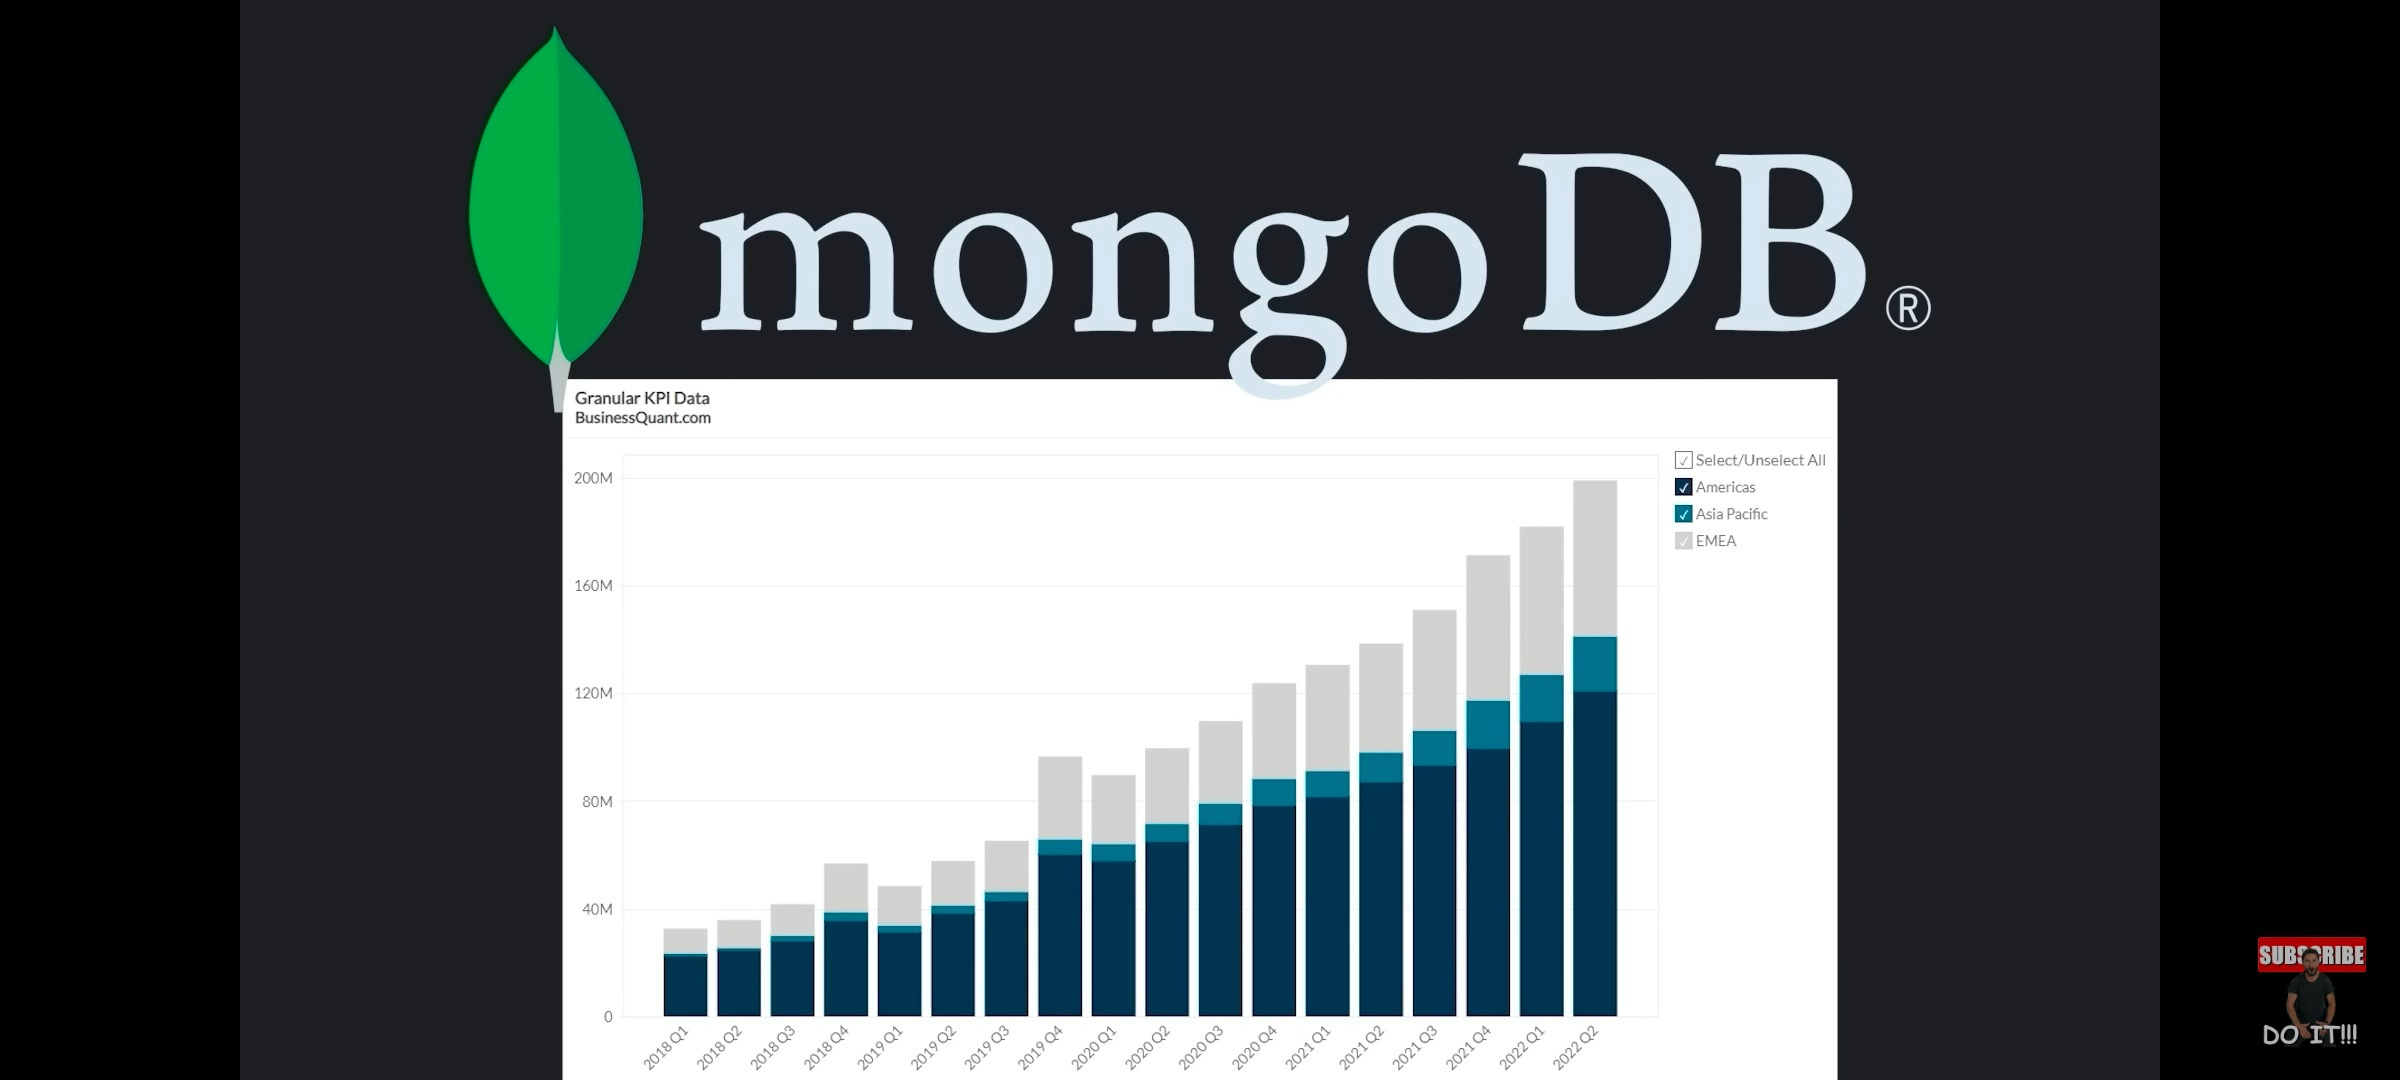 mongoDB®
Granular KPI Data
BusinessQuant.com
Select/Unselect All
Americas
Asia Pacific
EMEA
200M
160M
120M
80M
40M
0
2018 Q1
2018 Q2
2018 Q3
2018 Q4
2019 Q1
2019 Q2
2019 Q3
2019 Q4
2020 Q1
2020 Q2
2020 Q3
2020 Q4
2021 Q1
2021 Q2
2021 Q3
2021 Q4
2022 Q1
2022 Q2
SUBSCRIBE
DO IT!!!